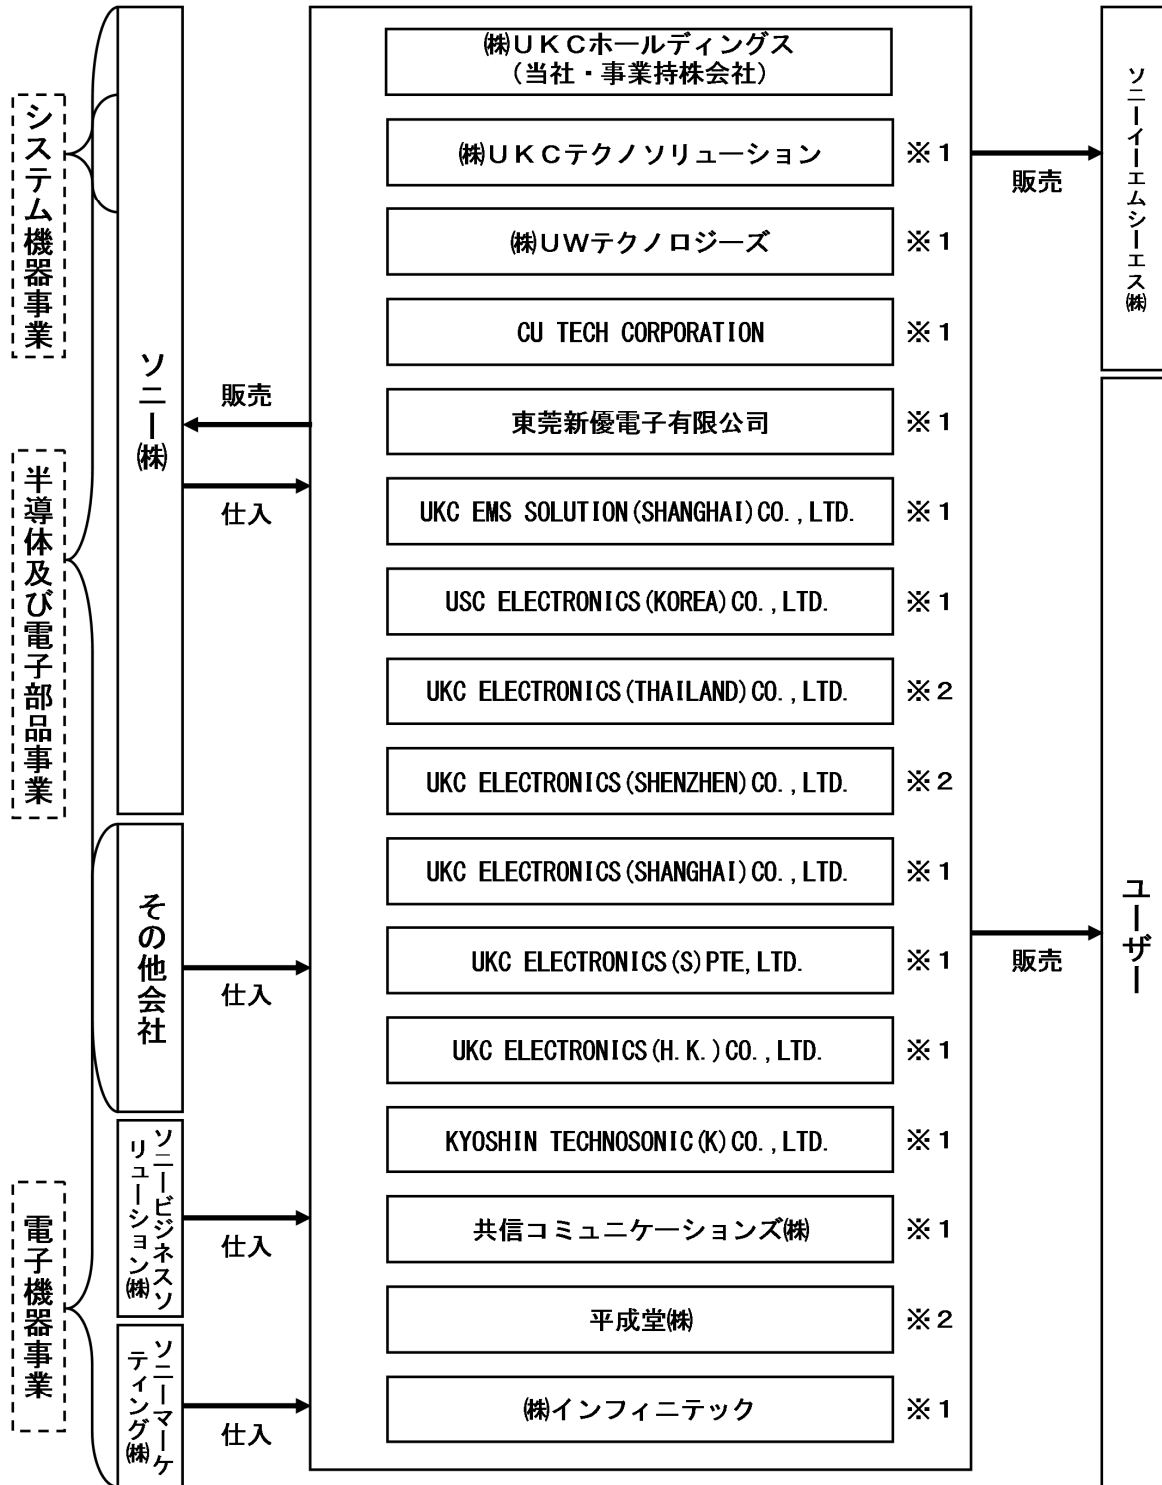 システム機器事業
半導体及び電子部品事業
電子機器事業
ソニー㈱
その他会社
ソニービジネスソ
リューション㈱
ソニーマーケ
ティング㈱
販売
仕入
仕入
仕入
仕入
㈱ＵＫＣホールディングス
（当社・事業持株会社）
㈱ＵＫＣテクノソリューション ※１
㈱ＵＷテクノロジーズ ※１
CU TECH CORPORATION ※１
東莞新優電子有限公司 ※１
UKC EMS SOLUTION(SHANGHAI)CO.,LTD. ※１
USC ELECTRONICS(KOREA)CO.,LTD. ※１
UKC ELECTRONICS(THAILAND)CO.,LTD. ※２
UKC ELECTRONICS(SHENZHEN)CO.,LTD. ※２
UKC ELECTRONICS(SHANGHAI)CO.,LTD. ※１
UKC ELECTRONICS(S)PTE,LTD. ※１
UKC ELECTRONICS(H.K.)CO.,LTD. ※１
KYOSHIN TECHNOSONIC(K)CO.,LTD. ※１
共信コミュニケーションズ㈱ ※１
平成堂㈱ ※２
㈱インフィニテック ※１
販売
販売
ソニーイーエムシーエス㈱
ユーザー